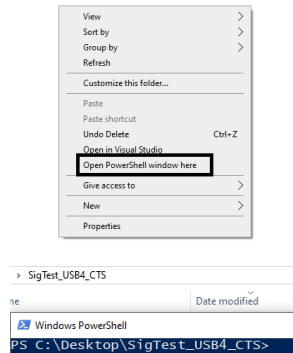 View
Sort by
Group by
Refresh
Customize this folder...
Paste
Paste shortcut
Undo Delete Ctrl+Z
Open in Visual Studio
Open PowerShell window here
Give access to
New
Properties
SigTest_USB4_CTS
ne Date modified
Windows PowerShell
PS C:\Desktop\SigTest_USB4_CTS>